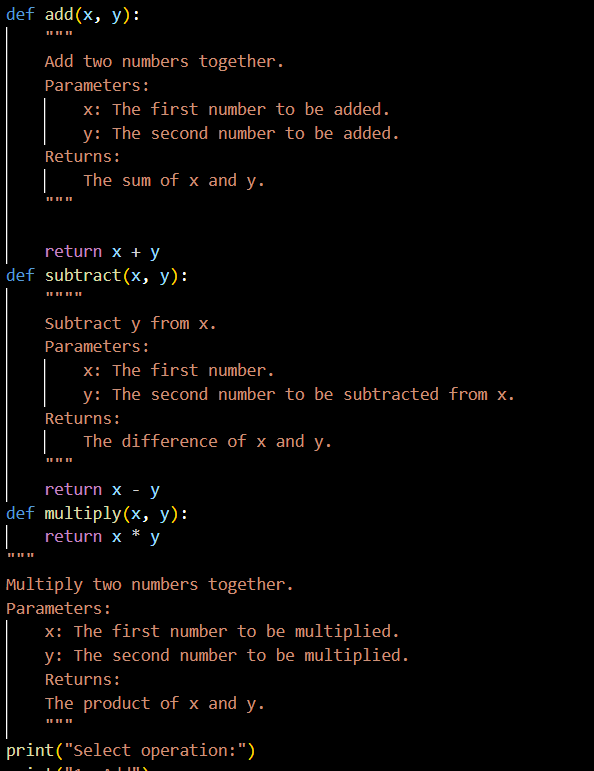 def add(x, y):
    """
    Add two numbers together.
    Parameters:
        x: The first number to be added.
        y: The second number to be added.
    Returns:
        The sum of x and y.
    """

    return x + y
def subtract(x, y):
    """"
    Subtract y from x.
    Parameters:
        x: The first number.
        y: The second number to be subtracted from x.
    Returns:
        The difference of x and y.
    """
    return x - y
def multiply(x, y):
    return x * y
"""
Multiply two numbers together.
Parameters:
    x: The first number to be multiplied.
    y: The second number to be multiplied.
    Returns:
    The product of x and y.
    """
print("Select operation:")